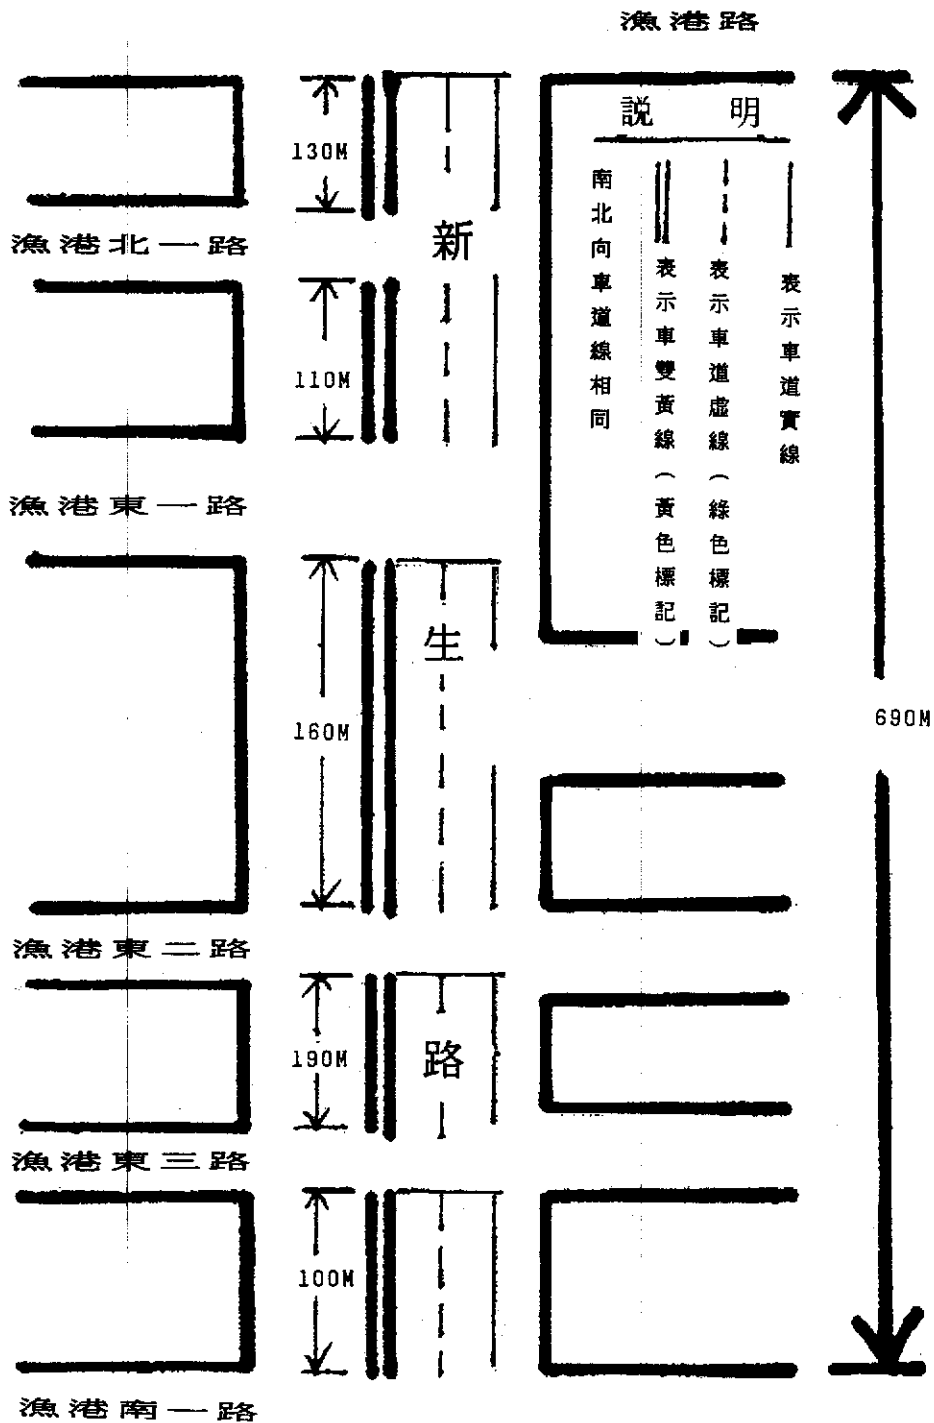 漁港路
説明
表示車道實線
表示車道虛線(綠色標記)
表示車道雙黃線(黃色標記)
南北向車道線相同
130M
漁港北一路
新
110M
漁港東一路
生
160M
690M
漁港東二路
190M
路
漁港東三路
100M
漁港南一路